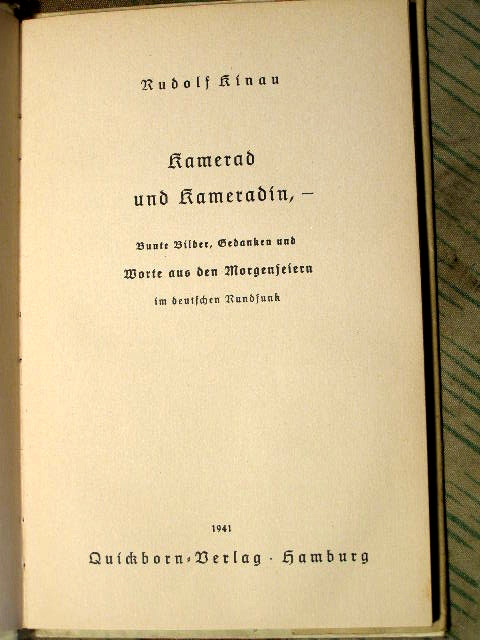 Rudolf Kinau
Kamerad
und Kameradin, –
Bunte Bilder, Gedanken und
Worte aus den Morgenfeiern
im deutschen Rundfunk
1941
Quickborn-Verlag · Hamburg